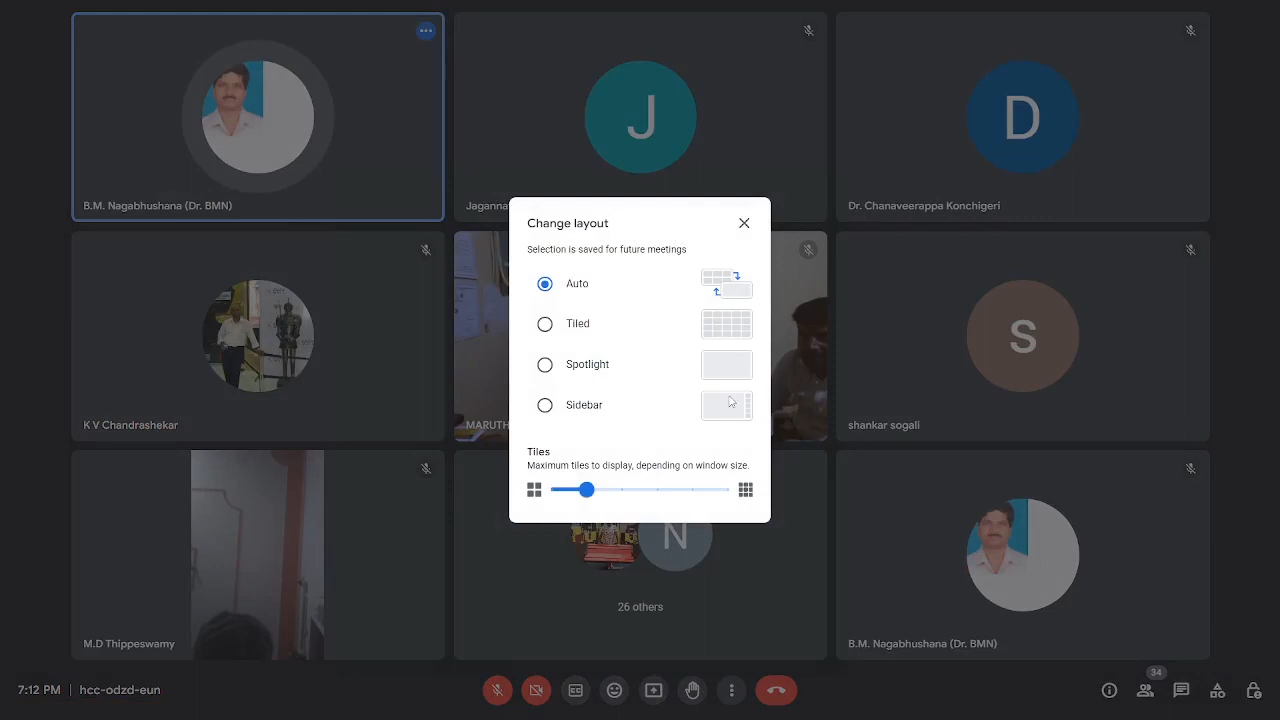 B.M. Nagabhushana (Dr. BMN)
J
Jaganna
D
Dr. Chanaveerappa Konchigeri
Change layout
Selection is saved for future meetings
Auto
Tiled
Spotlight
Sidebar
Tiles
Maximum tiles to display, depending on window size.
K V Chandrashekar
MARUTH
S
shankar sogali
M.D Thippeswamy
N
26 others
B.M. Nagabhushana (Dr. BMN)
7:12 PM | hcc-odzd-eun
CC
34